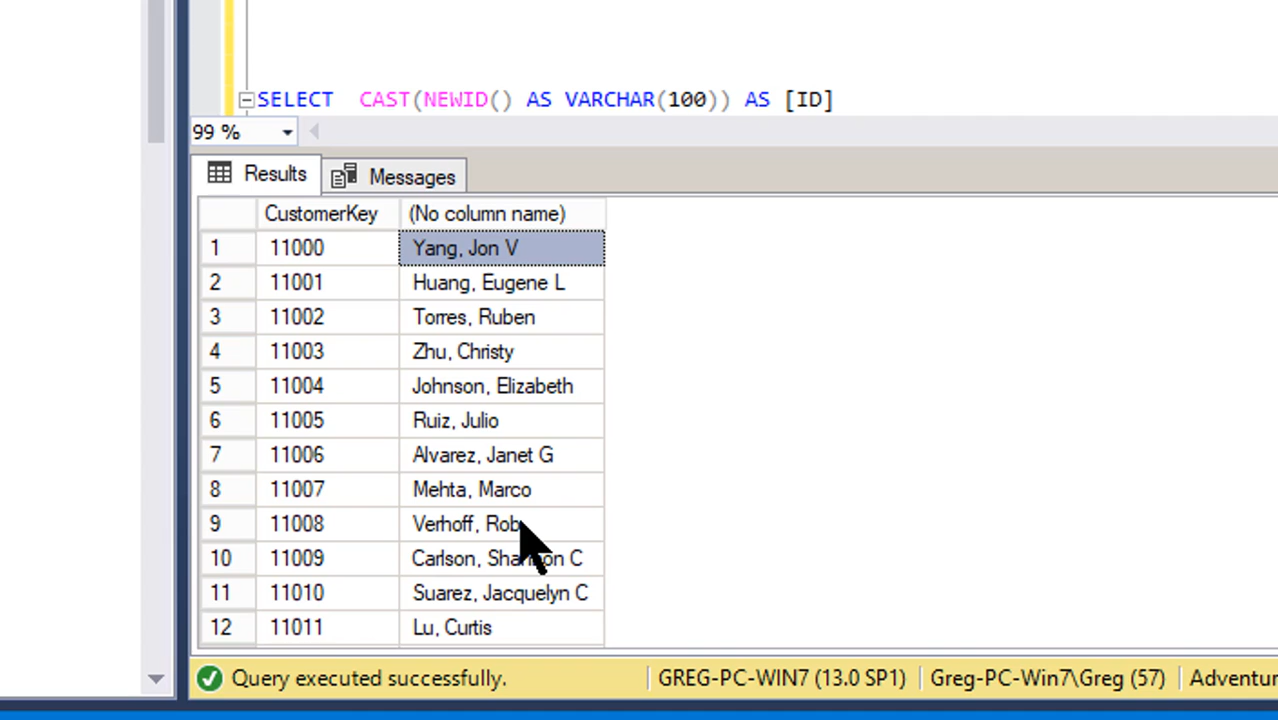 SELECT CAST(NEWID() AS VARCHAR(100)) AS [ID]
99 %
Results Messages
CustomerKey (No column name)
1 11000 Yang, Jon V
2 11001 Huang, Eugene L
3 11002 Torres, Ruben
4 11003 Zhu, Christy
5 11004 Johnson, Elizabeth
6 11005 Ruiz, Julio
7 11006 Alvarez, Janet G
8 11007 Mehta, Marco
9 11008 Verhoff, Rob
10 11009 Carlson, Shannon C
11 11010 Suarez, Jacquelyn C
12 11011 Lu, Curtis
Query executed successfully. GREG-PC-WIN7 (13.0 SP1) Greg-PC-Win7\Greg (57) Adventur